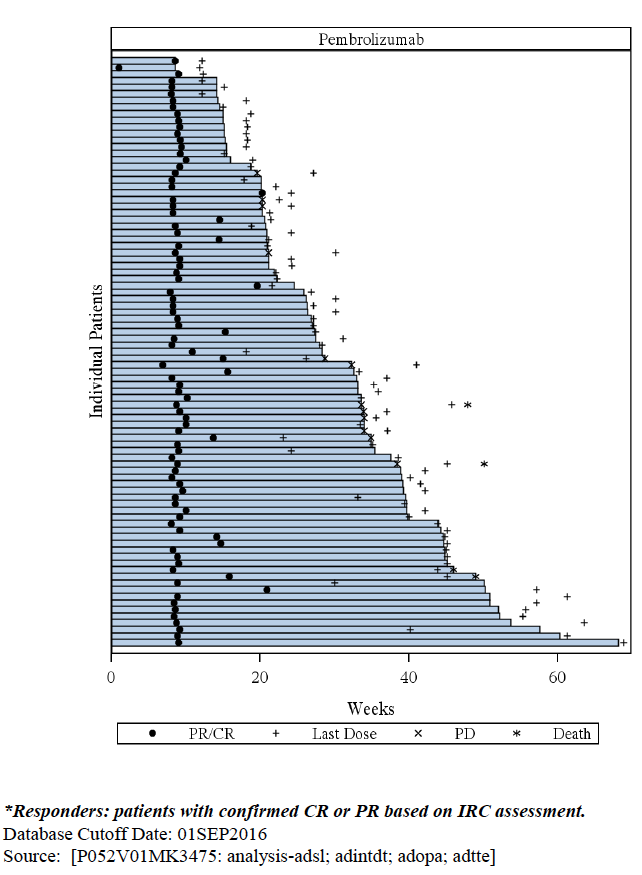 Pembrolizumab
Individual Patients
0 20 40 60
Weeks
PR/CR Last Dose PD Death
*Responders: patients with confirmed CR or PR based on IRC assessment.
Database Cutoff Date: 01SEP2016
Source: [P052V01MK3475: analysis-adsl; adintdt; adopa; adtte]